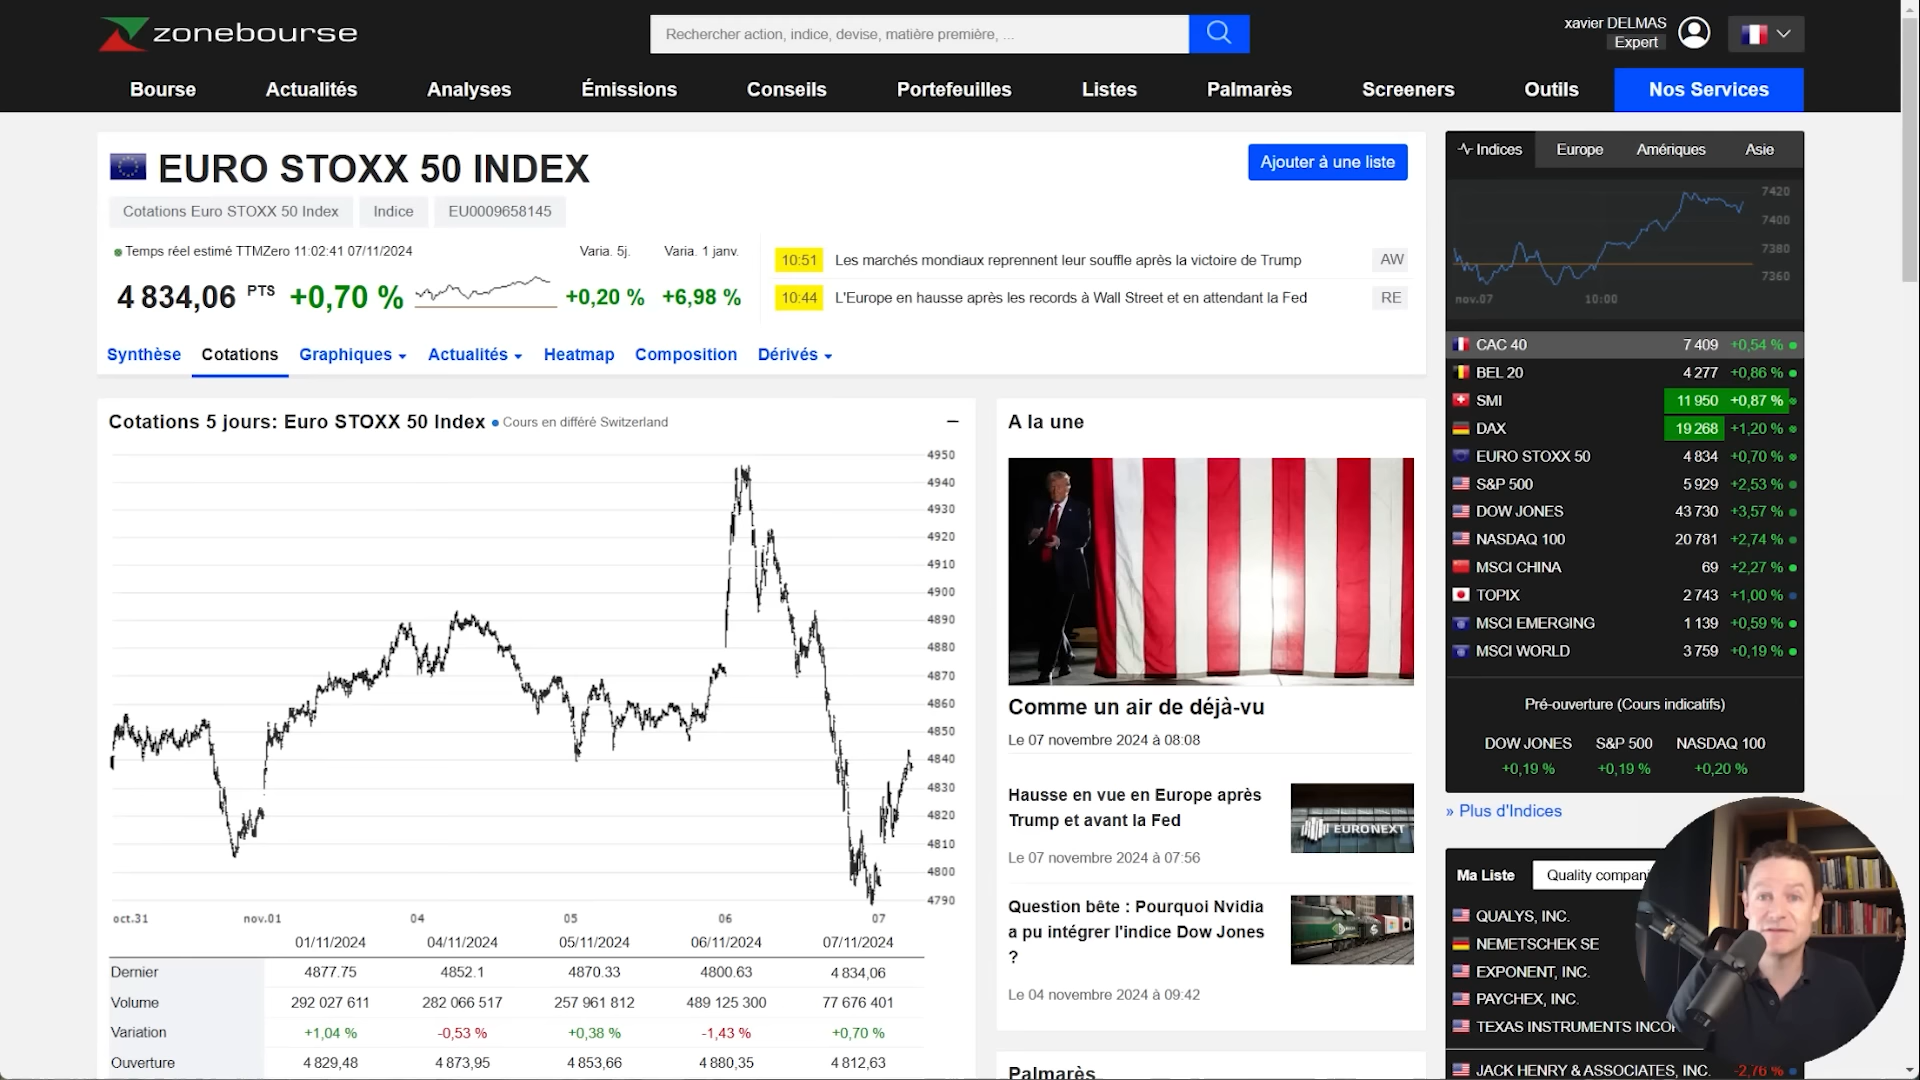 zonebourse
Rechercher action, indice, devise, matière première, ...
xavier DELMAS
Expert
Bourse Actualités Analyses Émissions Conseils Portefeuilles Listes Palmarès Screeners Outils Nos Services
EURO STOXX 50 INDEX
Ajouter à une liste
Cotations Euro STOXX 50 Index Indice EU0009658145
Temps réel estimé TTMZero 11:02:41 07/11/2024 Varia. 5j. Varia. 1 janv.
4 834,06 PTS +0,70 % +0,20 % +6,98 %
10:51 Les marchés mondiaux reprennent leur souffle après la victoire de Trump AW
10:44 L'Europe en hausse après les records à Wall Street et en attendant la Fed RE
Synthèse Cotations Graphiques Actualités Heatmap Composition Dérivés
Cotations 5 jours: Euro STOXX 50 Index Cours en différé Switzerland
4950
4940
4930
4920
4910
4900
4890
4880
4870
4860
4850
4840
4830
4820
4810
4800
4790
oct.31 nov.01 04 05 06 07
01/11/2024 04/11/2024 05/11/2024 06/11/2024 07/11/2024
Dernier 4877.75 4852.1 4870.33 4800.63 4 834,06
Volume 292 027 611 282 066 517 257 961 812 489 125 300 77 676 401
Variation +1,04 % -0,53 % +0,38 % -1,43 % +0,70 %
Ouverture 4 829,48 4 873,95 4 853,66 4 880,35 4 812,63
A la une
Comme un air de déjà-vu
Le 07 novembre 2024 à 08:08
Hausse en vue en Europe après
Trump et avant la Fed
Le 07 novembre 2024 à 07:56
EURONEXT
Question bête : Pourquoi Nvidia
a pu intégrer l'indice Dow Jones
?
Le 04 novembre 2024 à 09:42
Palmarès
Indices Europe Amériques Asie
7420
7400
7380
7360
nov.07 10:00
CAC 40 7 409 +0,54 %
BEL 20 4 277 +0,86 %
SMI 11 950 +0,87 %
DAX 19 268 +1,20 %
EURO STOXX 50 4 834 +0,70 %
S&P 500 5 929 +2,53 %
DOW JONES 43 730 +3,57 %
NASDAQ 100 20 781 +2,74 %
MSCI CHINA 69 +2,27 %
TOPIX 2 743 +1,00 %
MSCI EMERGING 1 139 +0,59 %
MSCI WORLD 3 759 +0,19 %
Pré-ouverture (Cours indicatifs)
DOW JONES S&P 500 NASDAQ 100
+0,19 % +0,19 % +0,20 %
» Plus d'Indices
Ma Liste Quality compani
QUALYS, INC.
NEMETSCHEK SE
EXPONENT, INC.
PAYCHEX, INC.
TEXAS INSTRUMENTS INCOR
JACK HENRY & ASSOCIATES, INC. -2,76 %